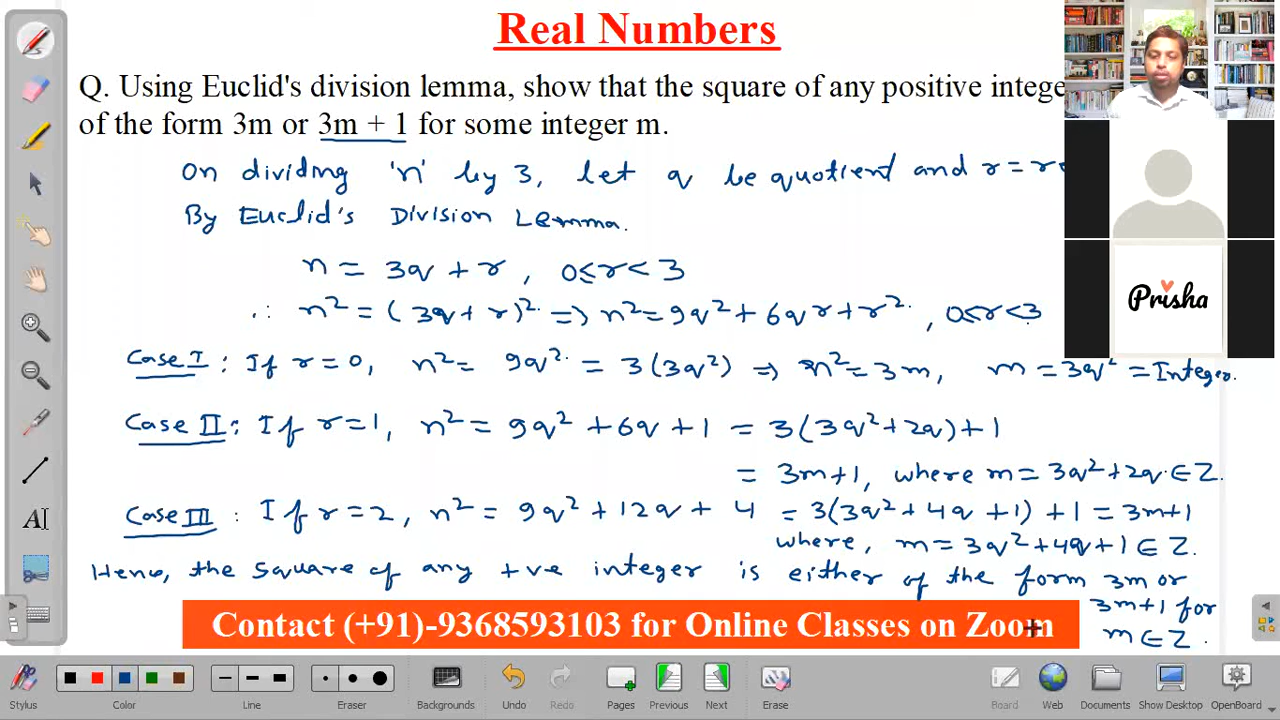 Real Numbers
Q. Using Euclid's division lemma, show that the square of any positive intege
of the form 3m or 3m + 1 for some integer m.
On dividing 'n' by 3, let q be quotient and r = re
By Euclid's Division Lemma.
n = 3q + r , 0≤r<3
∴ n² = (3q + r)² => n² = 9q² + 6qr + r² , 0≤r<3
Case I : If r=0, n² = 9q² = 3(3q²) => n² = 3m, m = 3q² = Integer.
Case II : If r=1, n² = 9q² + 6q + 1 = 3(3q²+2q)+1
= 3m+1, where m = 3q²+2q ∈ Z.
Case III : If r=2, n² = 9q² + 12q + 4 = 3(3q² + 4q + 1) + 1 = 3m+1
where, m = 3q²+4q+1 ∈ Z.
Hence, the square of any +ve integer is either of the form 3m or
3m+1 for
m ∈ Z .
Contact (+91)-9368593103 for Online Classes on Zoom
Prisha
AI
Stylus Color Line Eraser Backgrounds Undo Redo Pages Previous Next Erase Board Web Documents Show Desktop OpenBoard